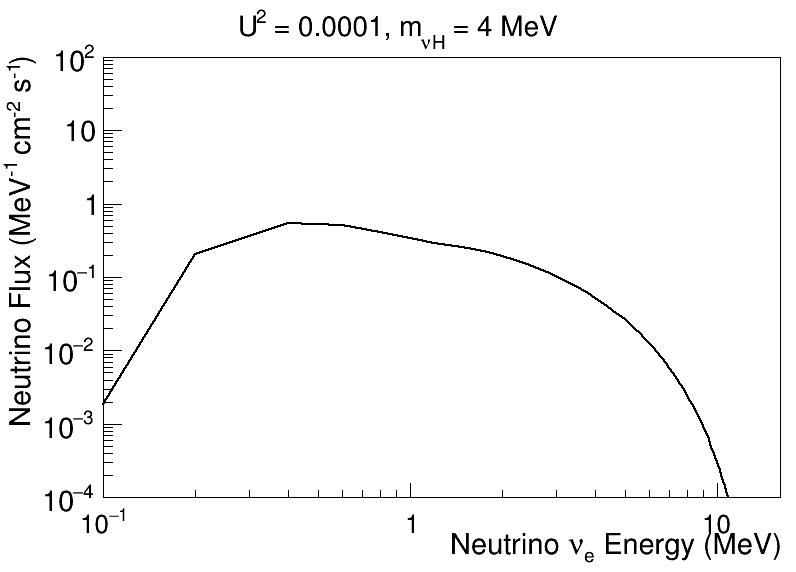 U² = 0.0001, m_νH = 4 MeV
Neutrino Flux (MeV⁻¹ cm⁻² s⁻¹)
10²
10
1
10⁻¹
10⁻²
10⁻³
10⁻⁴
10⁻¹ 1 10
Neutrino ν_e Energy (MeV)